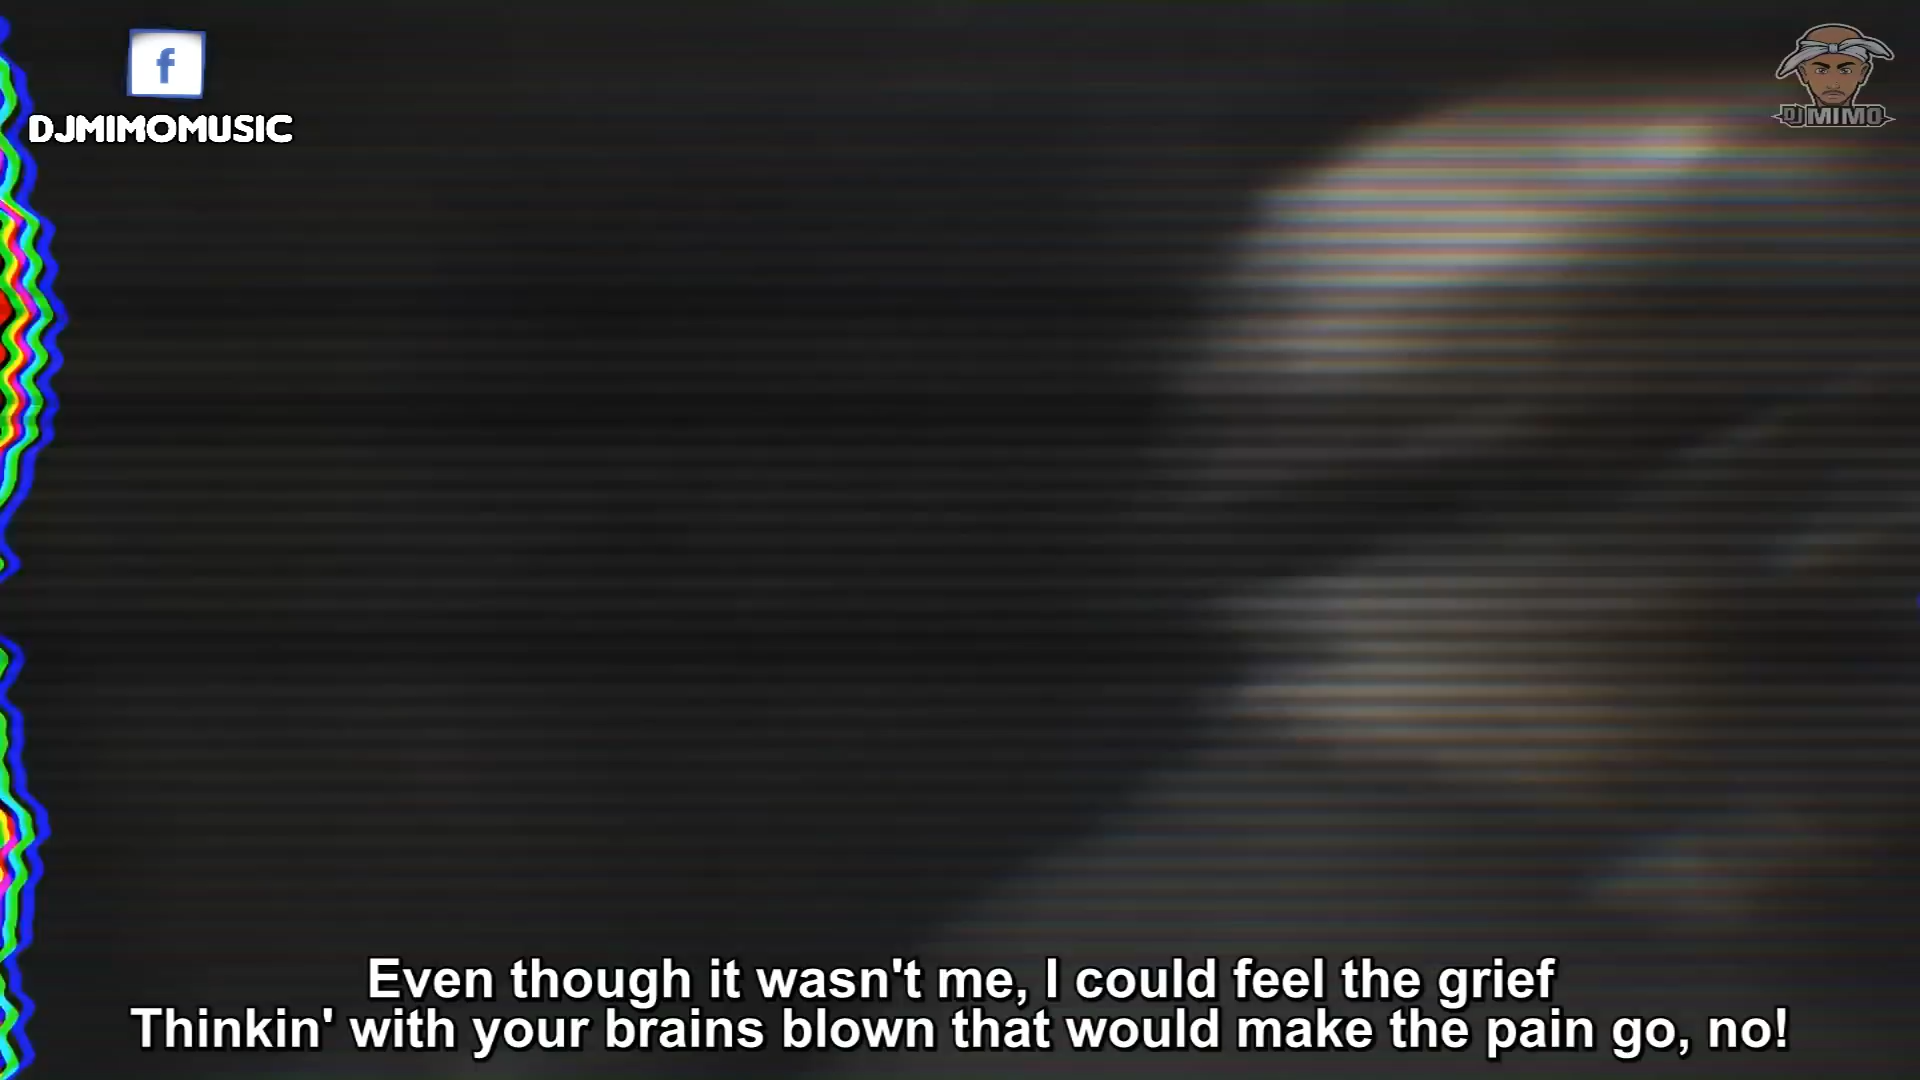 f
DJMIMOMUSIC
DJ MIMO
Even though it wasn't me, I could feel the grief
Thinkin' with your brains blown that would make the pain go, no!